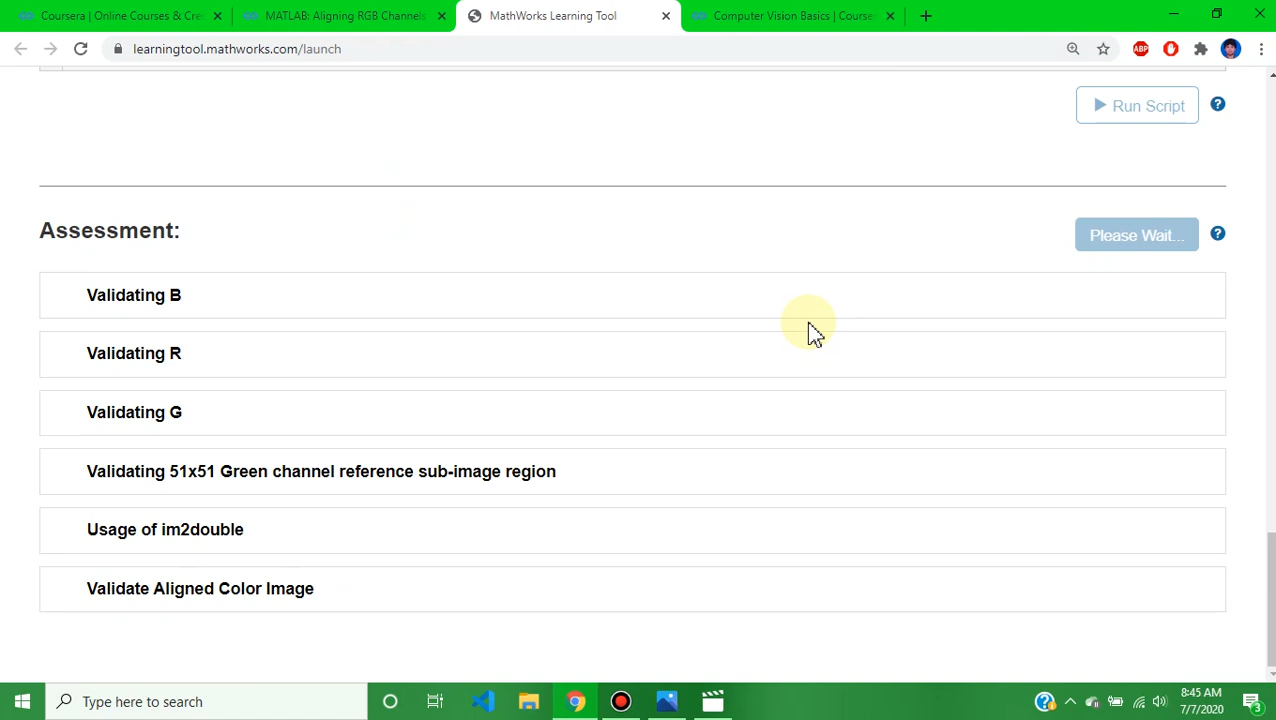 Coursera | Online Courses & Cre
MATLAB: Aligning RGB Channels
MathWorks Learning Tool
Computer Vision Basics | Course
learningtool.mathworks.com/launch
ABP
Run Script
?
Assessment:
Please Wait...
?
Validating B
Validating R
Validating G
Validating 51x51 Green channel reference sub-image region
Usage of im2double
Validate Aligned Color Image
Type here to search
8:45 AM
7/7/2020
3